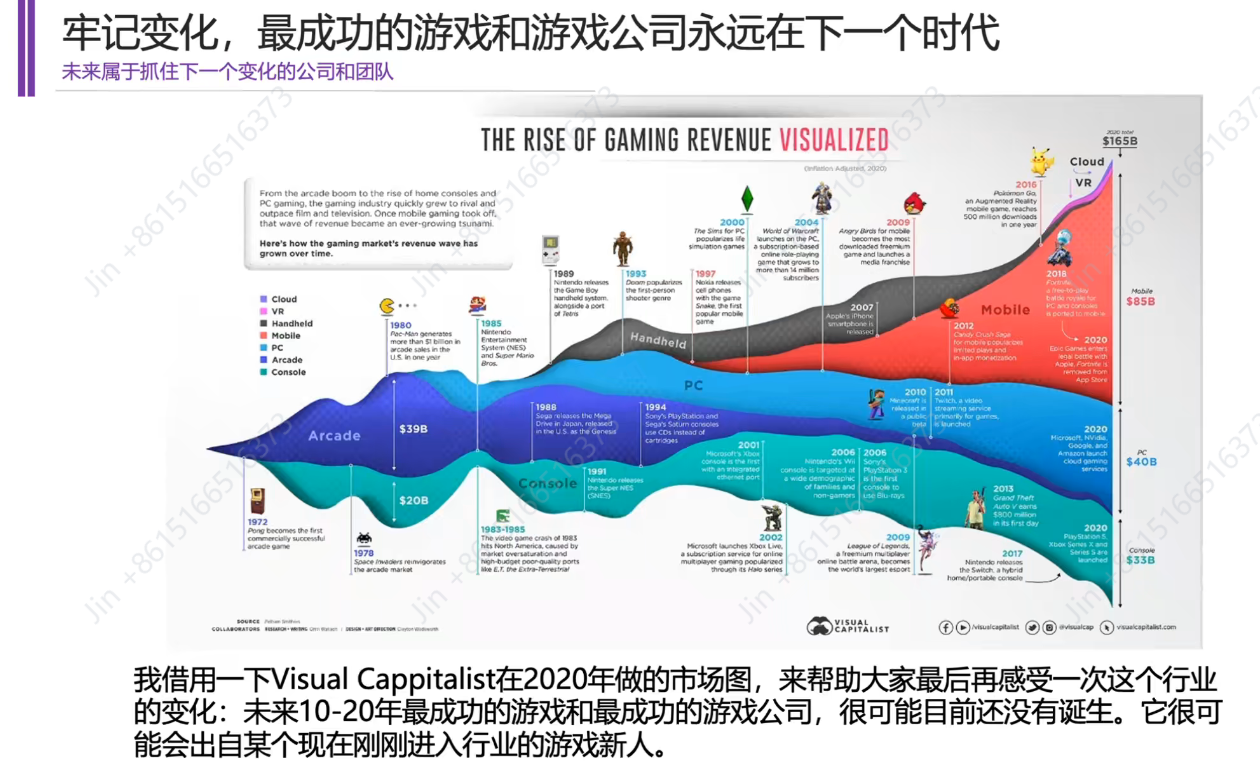 牢记变化，最成功的游戏和游戏公司永远在下一个时代
未来属于抓住下一个变化的公司和团队
THE RISE OF GAMING REVENUE VISUALIZED
(Inflation Adjusted, 2020)
From the arcade boom to the rise of home consoles and
PC gaming, the gaming industry quickly grew to rival and
outpace film and television. Once mobile gaming took off,
that wave of revenue became an ever-growing tsunami.
Here's how the gaming market's revenue wave has
grown over time.
Cloud
VR
Handheld
Mobile
PC
Arcade
Console
1980
Pac-Man generates
more than $1 billion in
arcade sales in the
U.S. in one year
1985
Nintendo
Entertainment
System (NES)
and Super Mario
Bros.
1989
Nintendo releases
the Game Boy
handheld system,
alongside a port
of Tetris
1993
Doom popularizes
the first-person
shooter genro
1997
Nokia releases
cell phones
with the game
Snake, the first
popular mobile
game
2000
The Sims for PC
popularizes life
simulation games
2004
World of Warcraft
launches on the PC,
a subscription-based
online role-playing
game that grows to
more than 14 million
subscribers
2009
Angry Birds for mobile
becomes the most
downloaded freemium
game and launches a
media franchise
2007
Apple's iPhone
smartphone is
released
2016
Pokémon Go,
an Augmented Reality
mobile game, reaches
500 million downloads
in one year
2020 total
$165B
Cloud
VR
2018
Fortnite,
a free-to-play
battle royale for
PC and consoles
is ported to mobile
2020
Epic Games enters
legal battle with
Apple, Fortnite is
removed from
App Store
2012
Candy Crush Saga
for mobile popularizes
limited plays and
in-app monetization
Mobile
Mobile
$85B
Handheld
PC
Arcade
$39B
1988
Sega releases the Mega
Drive in Japan, released
in the U.S. as the Genesis
1994
Sony's PlayStation and
Sega's Saturn consoles
use CDs instead of
cartridges
2010
Minecraft is
released in
a public
beta
2011
Twitch, a video
streaming service
primarily for games,
is launched
2020
Microsoft, NVidia,
Google, and
Amazon launch
cloud gaming
services
PC
$40B
Console
$20B
1991
Nintendo releases
the Super NES
(SNES)
2001
Microsoft's Xbox
console is the first
with an integrated
ethernet port
2006
Nintendo's Wii
console is targeted at
a wide demographic
of families and
non-gamers
2006
Sony's
PlayStation 3
is the first
console to
use Blu-rays
2013
Grand Theft
Auto V earns
$800 million
in its first day
2020
PlayStation 5,
Xbox Series X and
Series S are
launched
Console
$33B
1972
Pong becomes the first
commercially successful
arcade game
1978
Space Invaders reinvigorates
the arcade market
1983-1985
The video game crash of 1983
hits North America, caused by
market oversaturation and
high-budget poor-quality ports
like E.T. the Extra-Terrestrial
2002
Microsoft launches Xbox Live,
a subscription service for online
multiplayer gaming popularized
through its Halo series
2009
League of Legends,
a freemium multiplayer
online battle arena, becomes
the world's largest esport
2017
Nintendo releases
the Switch, a hybrid
home/portable console
SOURCE Pelham Smithers
COLLABORATORS RESEARCH + WRITING Omri Wallach | DESIGN + ART DIRECTION Clayton Wadsworth
VISUAL
CAPITALIST
/visualcapitalist @visualcap visualcapitalist.com
我借用一下Visual Cappitalist在2020年做的市场图，来帮助大家最后再感受一次这个行业
的变化：未来10-20年最成功的游戏和最成功的游戏公司，很可能目前还没有诞生。它很可
能会出自某个现在刚刚进入行业的游戏新人。
Jin +8615166516373